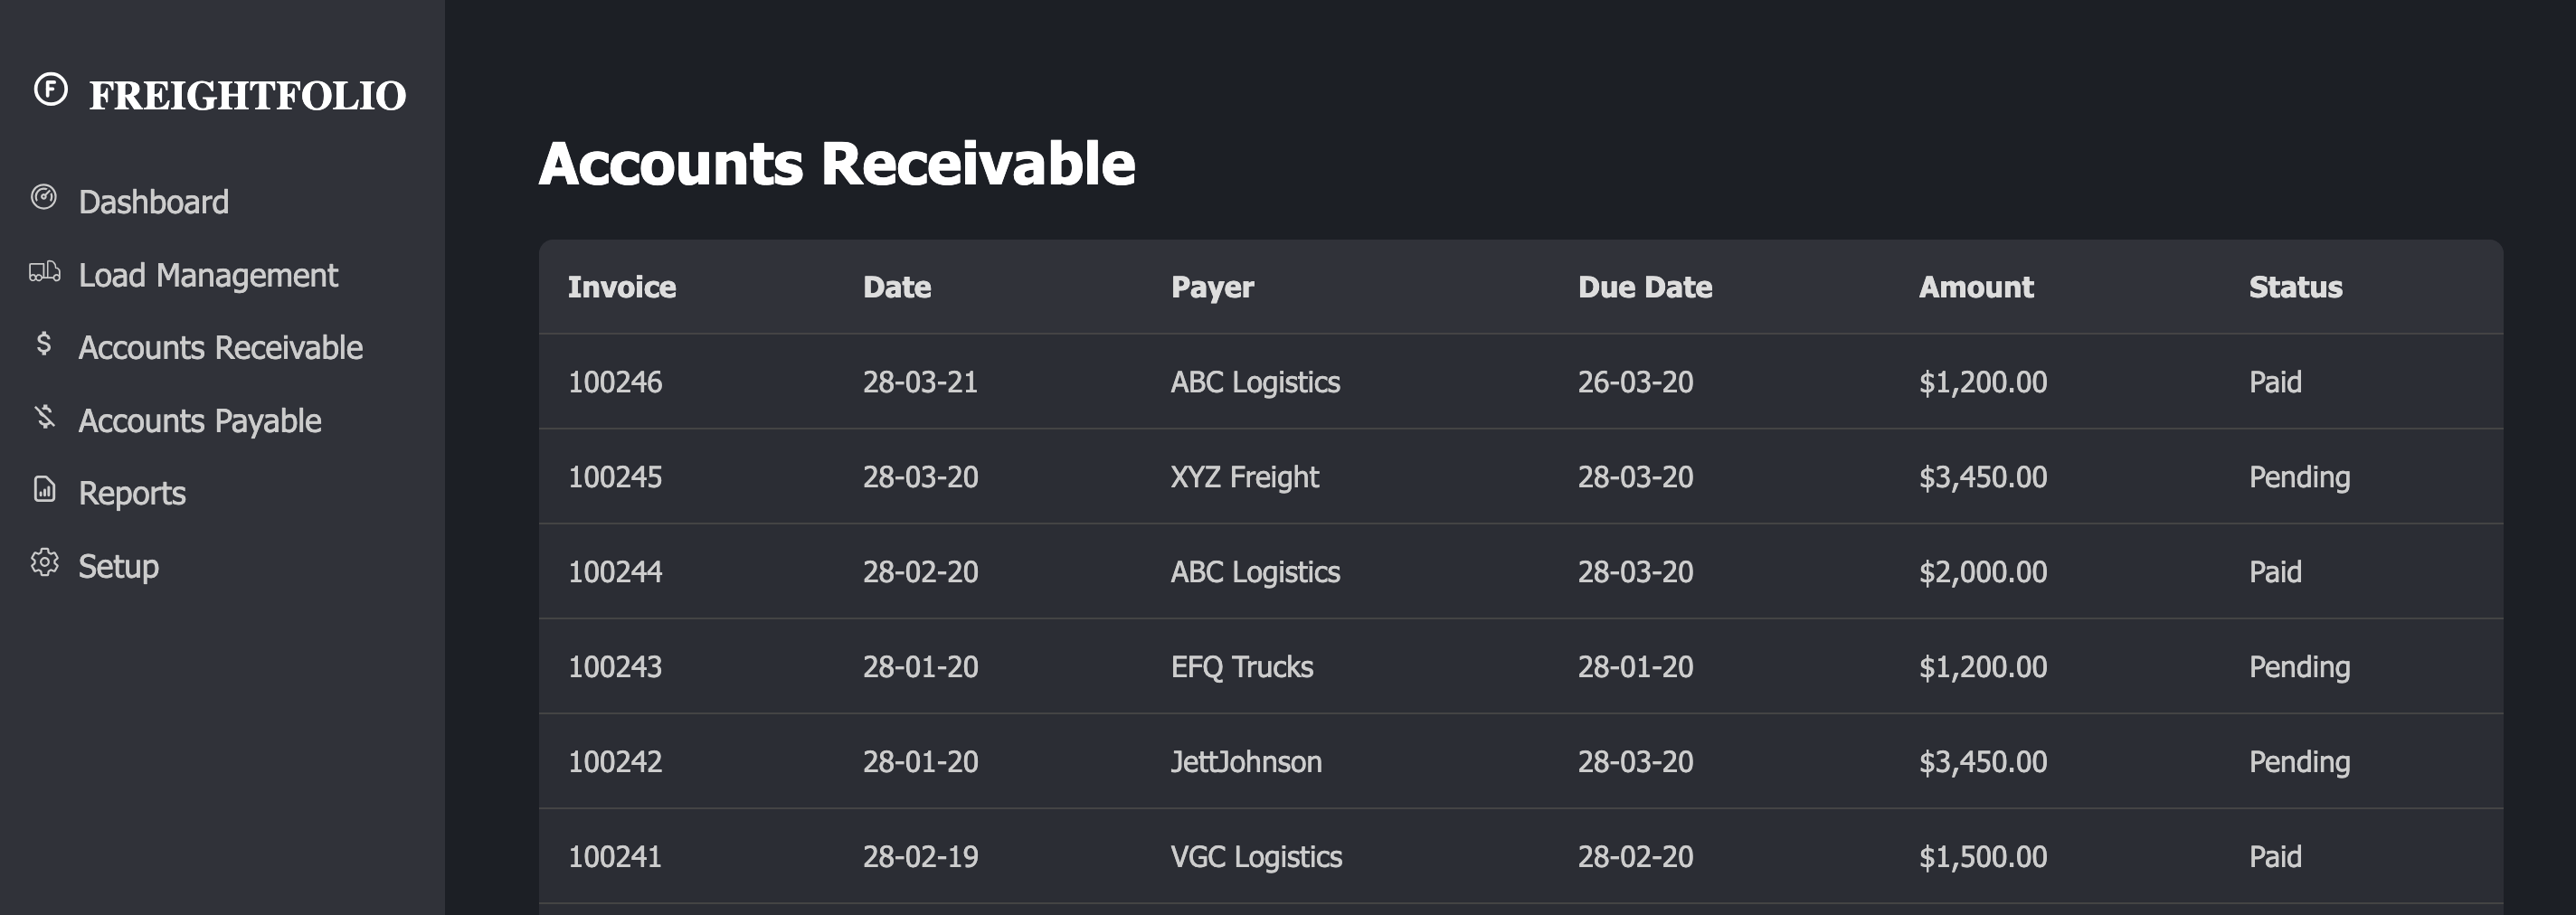 FREIGHTFOLIO
Dashboard
Load Management
Accounts Receivable
Accounts Payable
Reports
Setup
Accounts Receivable
Invoice Date Payer Due Date Amount Status
100246 28-03-21 ABC Logistics 26-03-20 $1,200.00 Paid
100245 28-03-20 XYZ Freight 28-03-20 $3,450.00 Pending
100244 28-02-20 ABC Logistics 28-03-20 $2,000.00 Paid
100243 28-01-20 EFQ Trucks 28-01-20 $1,200.00 Pending
100242 28-01-20 JettJohnson 28-03-20 $3,450.00 Pending
100241 28-02-19 VGC Logistics 28-02-20 $1,500.00 Paid